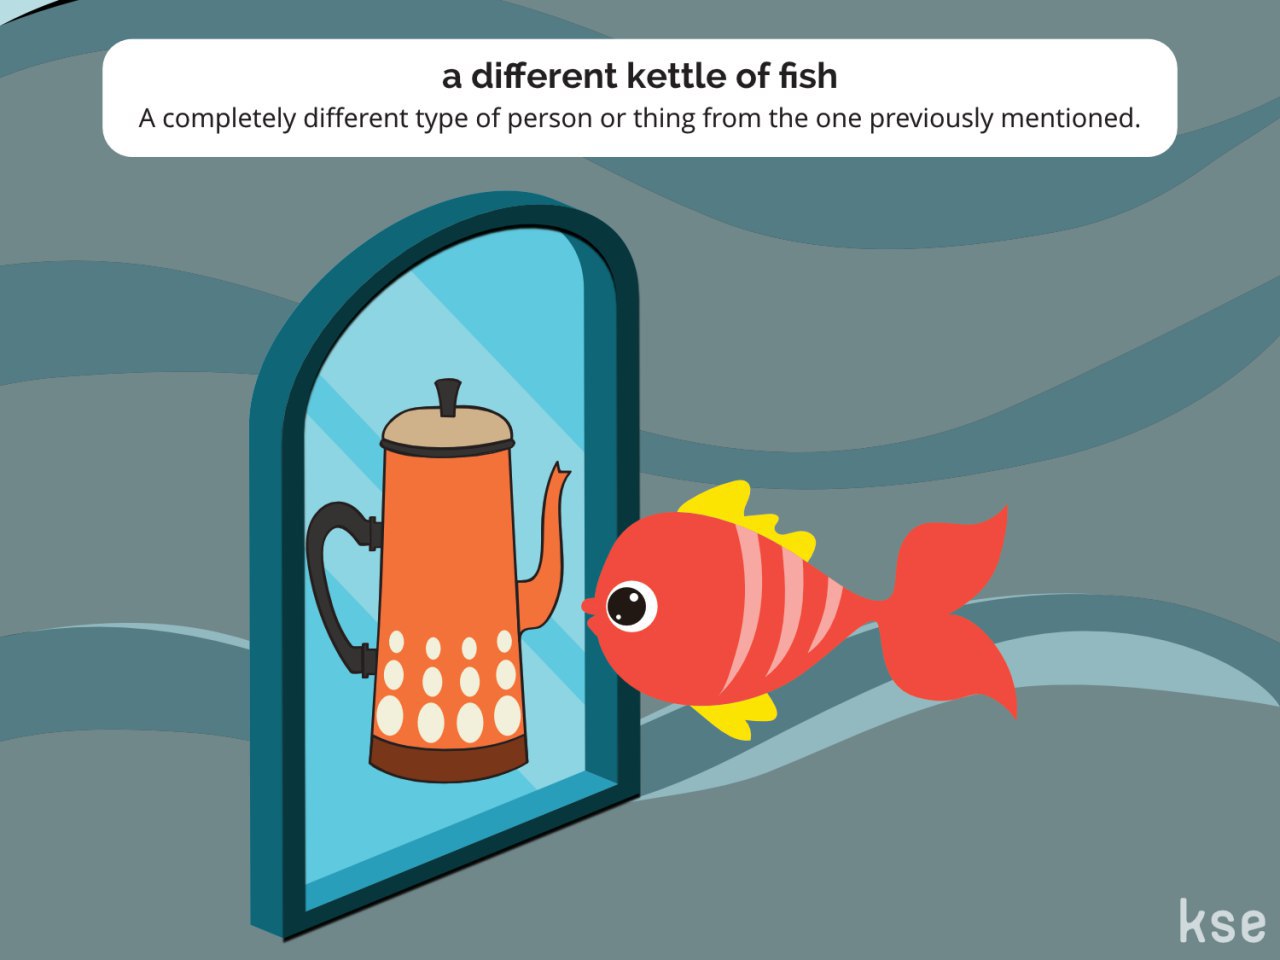 a different kettle of fish
A completely different type of person or thing from the one previously mentioned.
kse